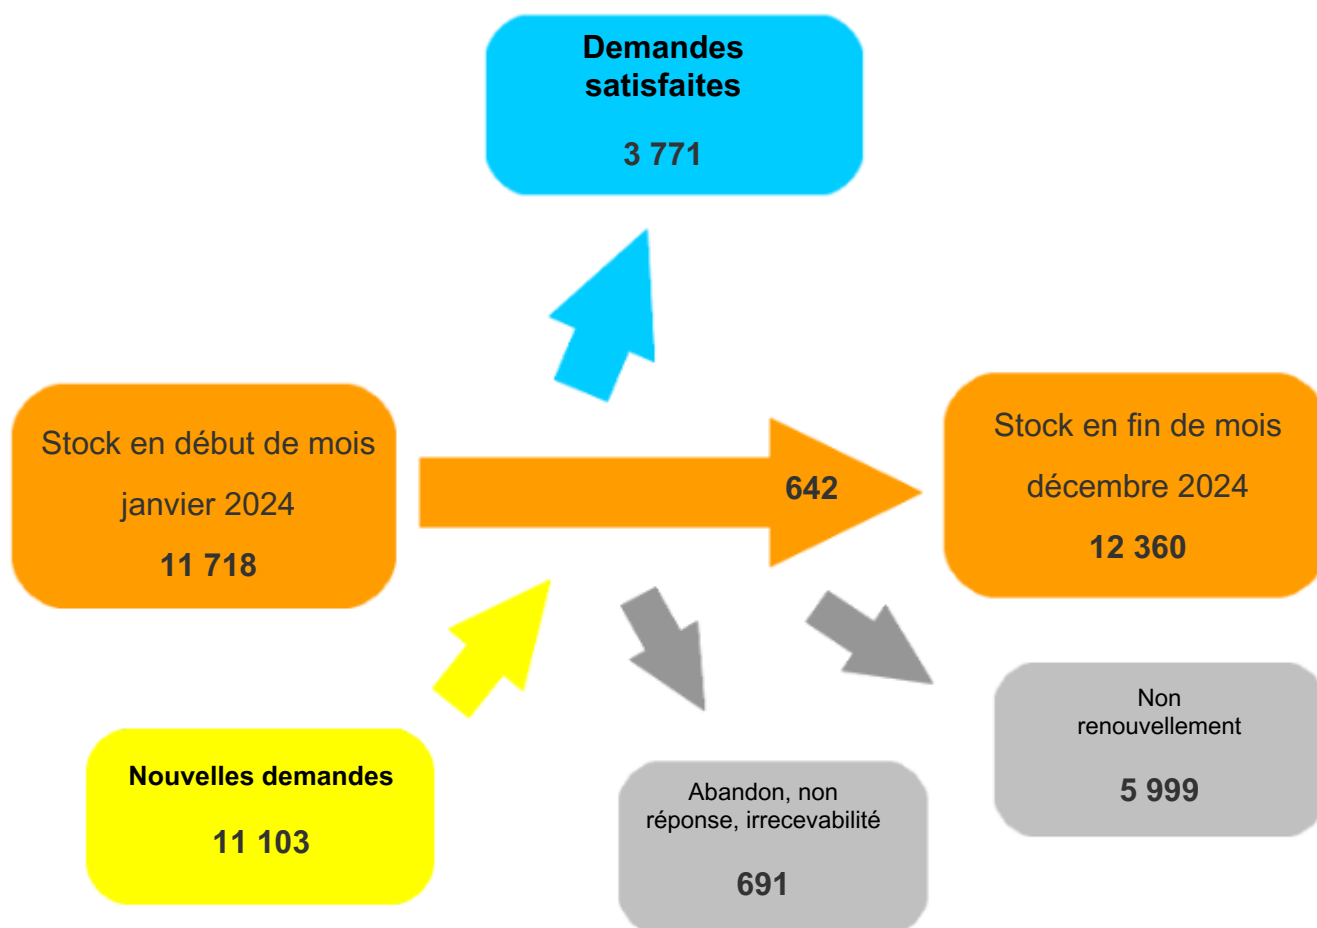 Demandes
satisfaites
3 771
Stock en début de mois
janvier 2024
11 718
642
Stock en fin de mois
décembre 2024
12 360
Nouvelles demandes
11 103
Abandon, non
réponse, irrecevabilité
691
Non
renouvellement
5 999